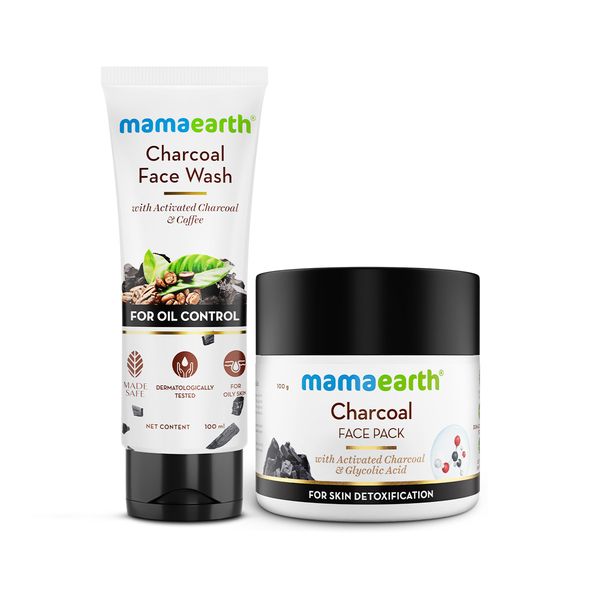 mamaearth®
Charcoal
Face Wash
with Activated Charcoal
& Coffee
FOR OIL CONTROL
MADE
SAFE
DERMATOLOGICALLY
TESTED
FOR
OILY SKIN
NET CONTENT 100 ml
100 g
mamaearth®
Charcoal
FACE PACK
with Activated Charcoal
& Glycolic Acid
FOR SKIN DETOXIFICATION